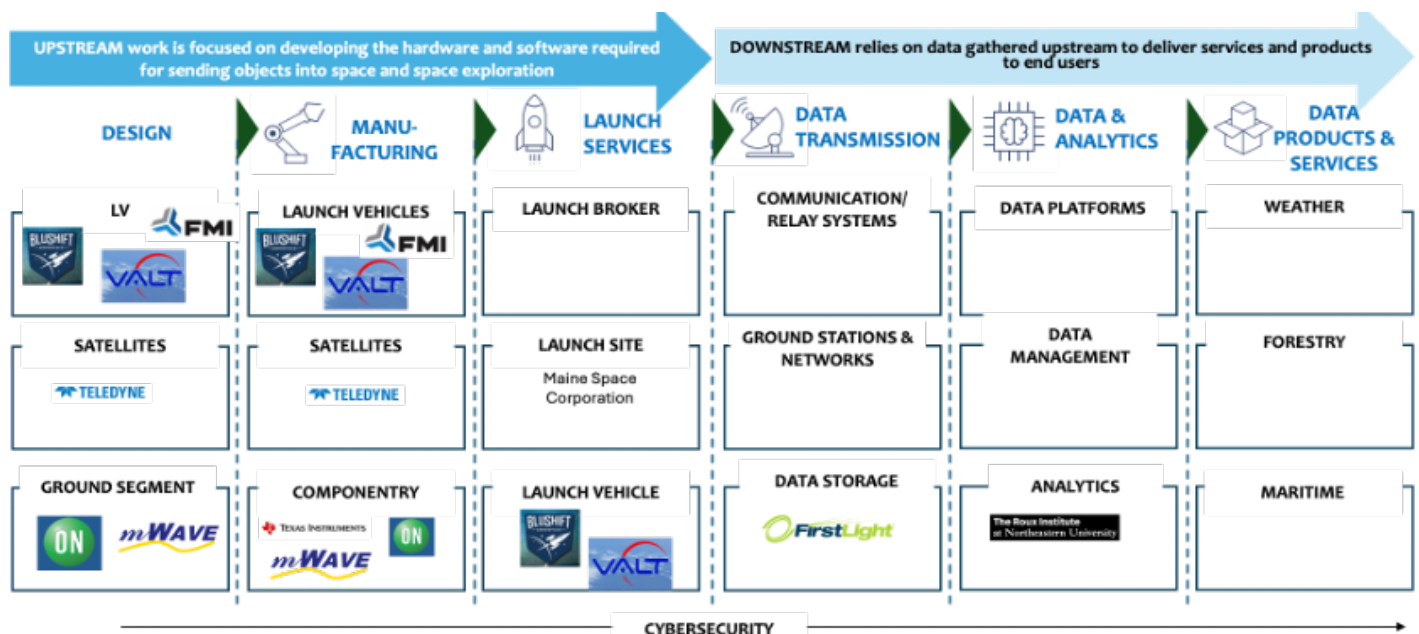 UPSTREAM work is focused on developing the hardware and software required
for sending objects into space and space exploration
DOWNSTREAM relies on data gathered upstream to deliver services and products
to end users
DESIGN
MANU-
FACTURING
LAUNCH
SERVICES
DATA
TRANSMISSION
DATA &
ANALYTICS
DATA
PRODUCTS &
SERVICES
LV
BLUSHIFT
FMI
VALT
LAUNCH VEHICLES
BLUSHIFT
FMI
VALT
LAUNCH BROKER
COMMUNICATION/
RELAY SYSTEMS
DATA PLATFORMS
WEATHER
SATELLITES
TELEDYNE
SATELLITES
TELEDYNE
LAUNCH SITE
Maine Space
Corporation
GROUND STATIONS &
NETWORKS
DATA
MANAGEMENT
FORESTRY
GROUND SEGMENT
ON
mWAVE
COMPONENTRY
TEXAS INSTRUMENTS
ON
mWAVE
LAUNCH VEHICLE
BLUSHIFT
VALT
DATA STORAGE
FirstLight
ANALYTICS
The Roux Institute
at Northeastern University
MARITIME
CYBERSECURITY